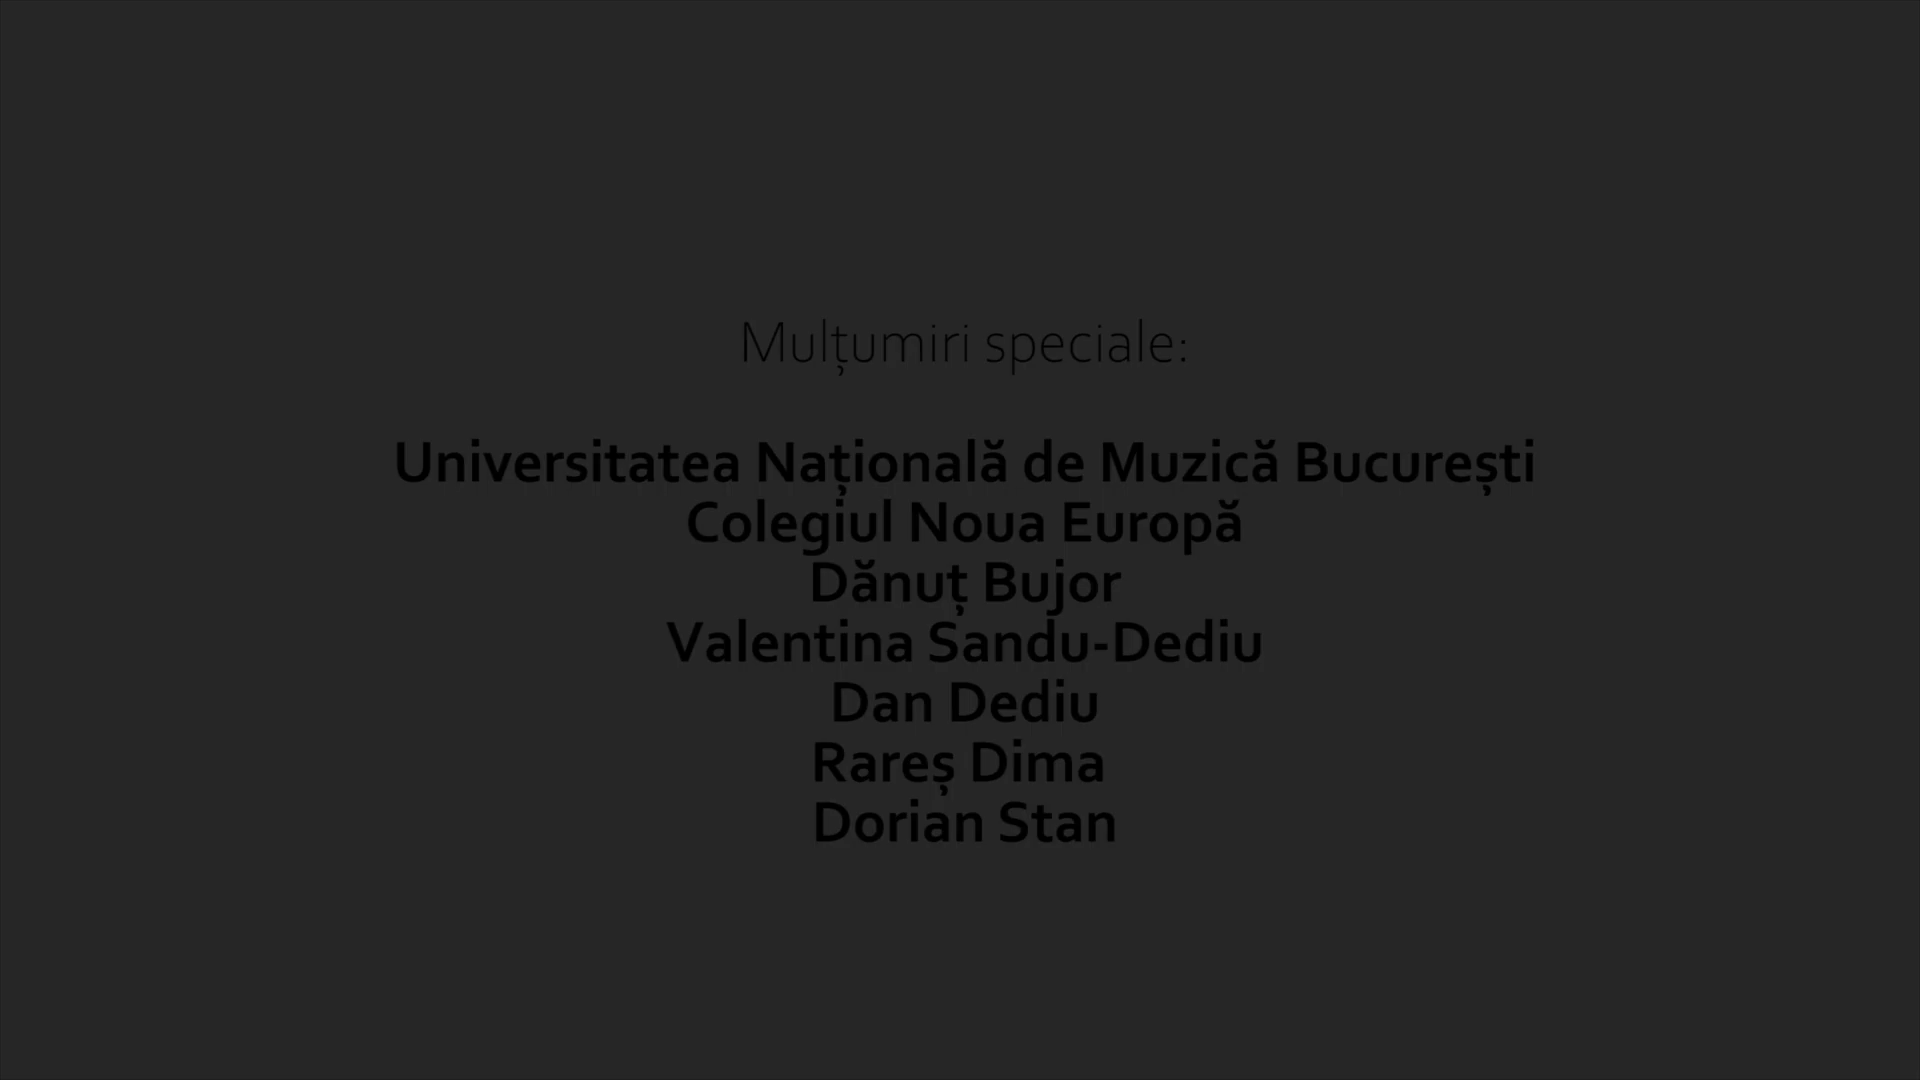 Mulțumiri speciale:
Universitatea Națională de Muzică București
Colegiul Noua Europă
Dănuț Bujor
Valentina Sandu-Dediu
Dan Dediu
Rareș Dima
Dorian Stan